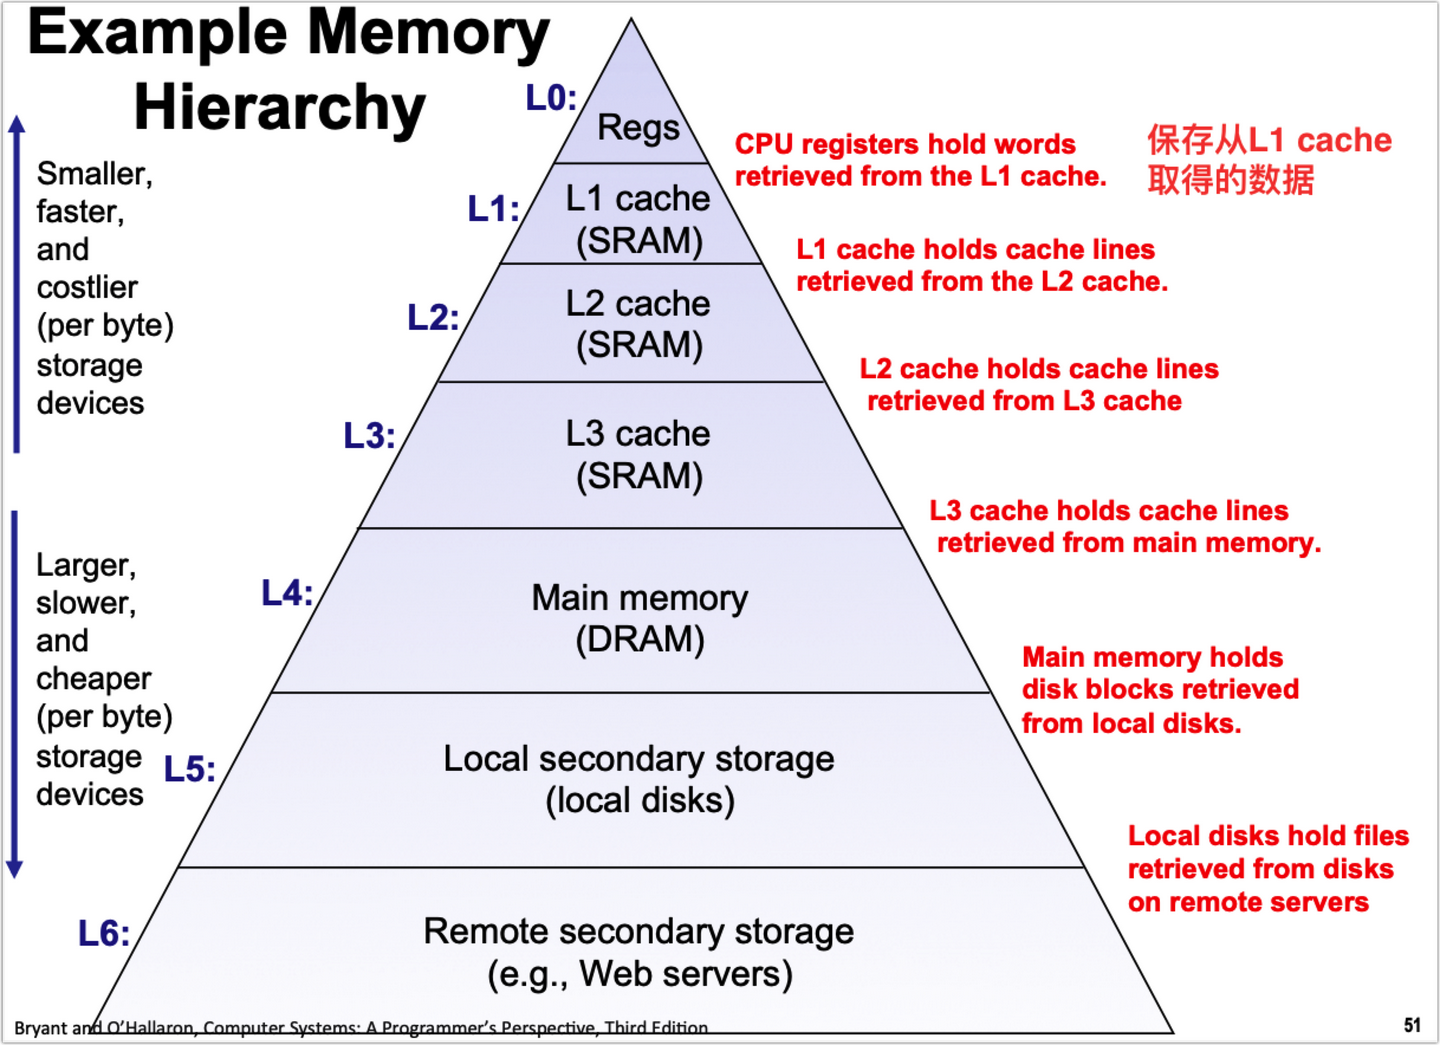 Example Memory
Hierarchy
L0:
Regs
CPU registers hold words
retrieved from the L1 cache.
保存从L1 cache
取得的数据
Smaller,
faster,
and
costlier
(per byte)
storage
devices
L1:
L1 cache
(SRAM)
L1 cache holds cache lines
retrieved from the L2 cache.
L2:
L2 cache
(SRAM)
L2 cache holds cache lines
retrieved from L3 cache
L3:
L3 cache
(SRAM)
L3 cache holds cache lines
retrieved from main memory.
Larger,
slower,
and
cheaper
(per byte)
storage
devices
L4:
Main memory
(DRAM)
Main memory holds
disk blocks retrieved
from local disks.
L5:
Local secondary storage
(local disks)
Local disks hold files
retrieved from disks
on remote servers
L6:
Remote secondary storage
(e.g., Web servers)
Bryant and O'Hallaron, Computer Systems: A Programmer's Perspective, Third Edition
51